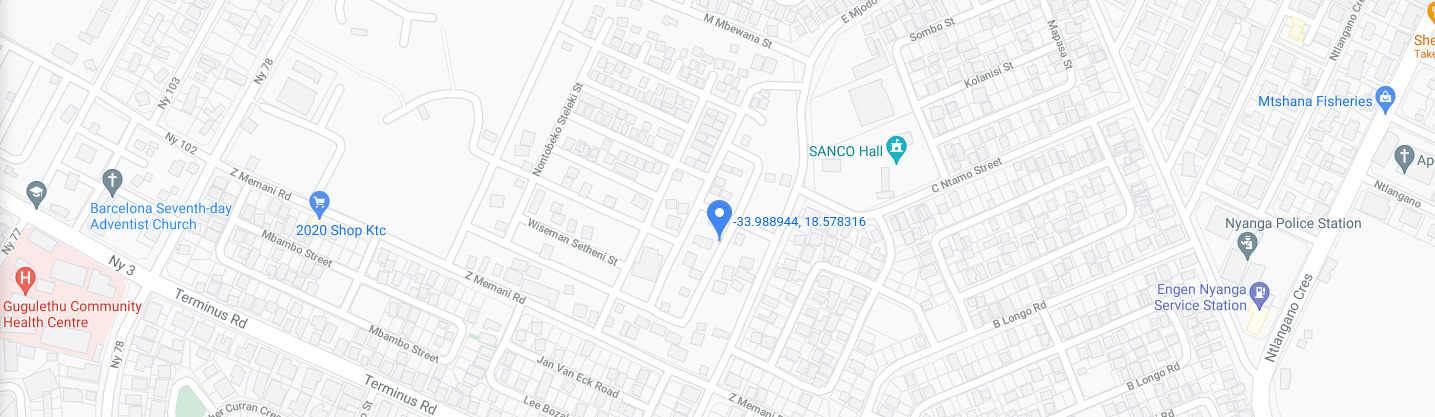 M Mbewana St
E Mjodo
Sombo St
Mapasa St
Ntlangano Cres
She
Take
Ny 103
Ny 78
Kolanisi St
Mtshana Fisheries
Nontobeko Steleki St
Ny 102
SANCO Hall
Z Memani Rd
C Ntamo Street
Apo
Ntlangano
Barcelona Seventh-day
Adventist Church
2020 Shop Ktc
-33.988944, 18.578316
Nyanga Police Station
Ny 77
Mbambo Street
Wiseman Setheni St
Ny 3
Z Memani Rd
Gugulethu Community
Health Centre
Terminus Rd
Engen Nyanga
Service Station
B Longo Rd
Ntlangano Cres
Mbambo Street
Ny 78
Jan Van Eck Road
Terminus Rd
B Longo Rd
Z Memani Rd
her Curran Cres
Lee Bozal